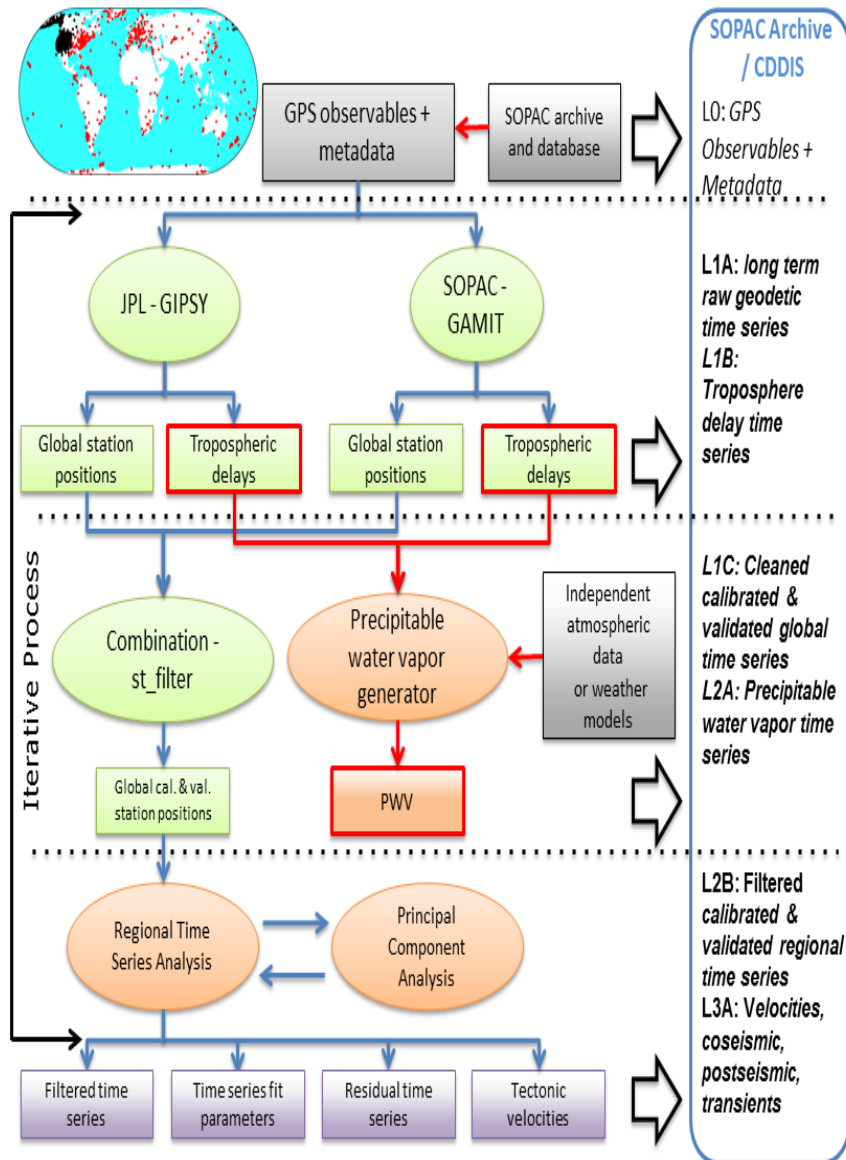 SOPAC Archive
/ CDDIS
GPS observables +
metadata
SOPAC archive
and database
L0: GPS
Observables +
Metadata
JPL - GIPSY
SOPAC -
GAMIT
L1A: long term
raw geodetic
time series
L1B:
Troposphere
delay time
series
Global station
positions
Tropospheric
delays
Global station
positions
Tropospheric
delays
Iterative Process
Combination -
st_filter
Precipitable
water vapor
generator
Independent
atmospheric
data
or weather
models
L1C: Cleaned
calibrated &
validated global
time series
L2A: Precipitable
water vapor time
series
Global cal. & val.
station positions
PWV
Regional Time
Series Analysis
Principal
Component
Analysis
L2B: Filtered
calibrated &
validated regional
time series
L3A: Velocities,
coseismic,
postseismic,
transients
Filtered time
series
Time series fit
parameters
Residual time
series
Tectonic
velocities